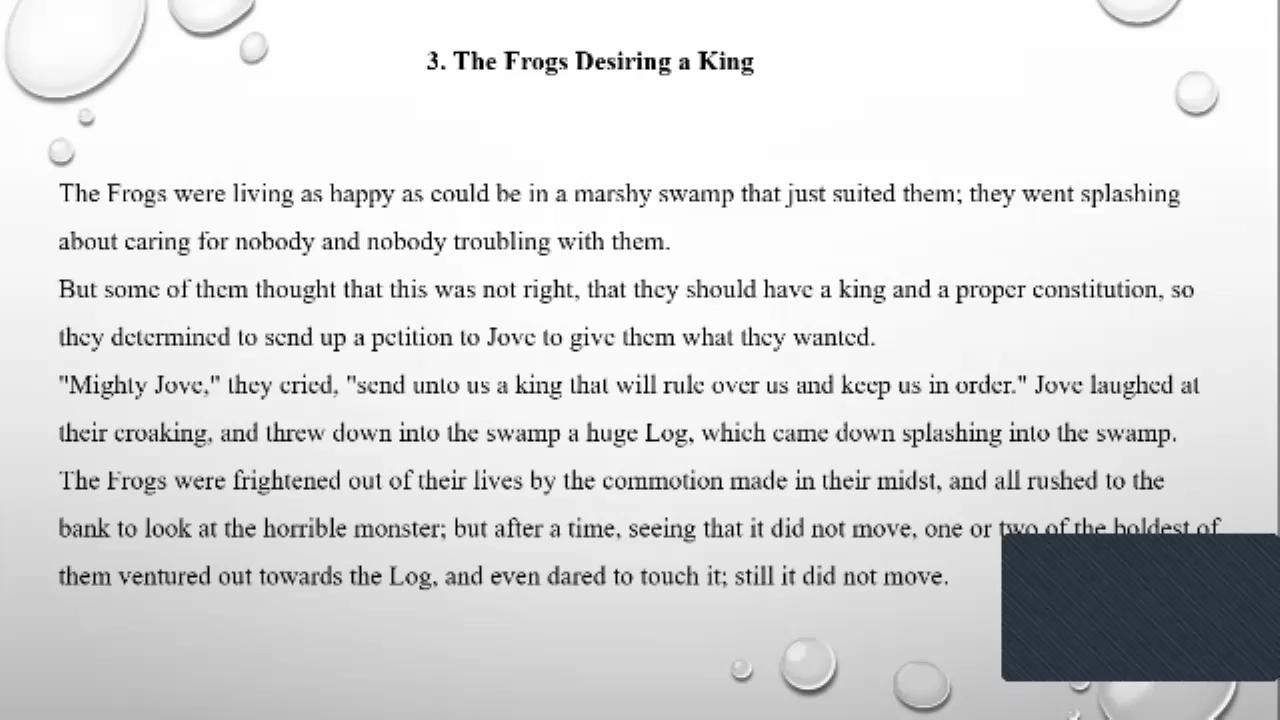 3. The Frogs Desiring a King
The Frogs were living as happy as could be in a marshy swamp that just suited them; they went splashing
about caring for nobody and nobody troubling with them.
But some of them thought that this was not right, that they should have a king and a proper constitution, so
they determined to send up a petition to Jove to give them what they wanted.
"Mighty Jove," they cried, "send unto us a king that will rule over us and keep us in order." Jove laughed at
their croaking, and threw down into the swamp a huge Log, which came down splashing into the swamp.
The Frogs were frightened out of their lives by the commotion made in their midst, and all rushed to the
bank to look at the horrible monster; but after a time, seeing that it did not move, one or two of the boldest of
them ventured out towards the Log, and even dared to touch it; still it did not move.